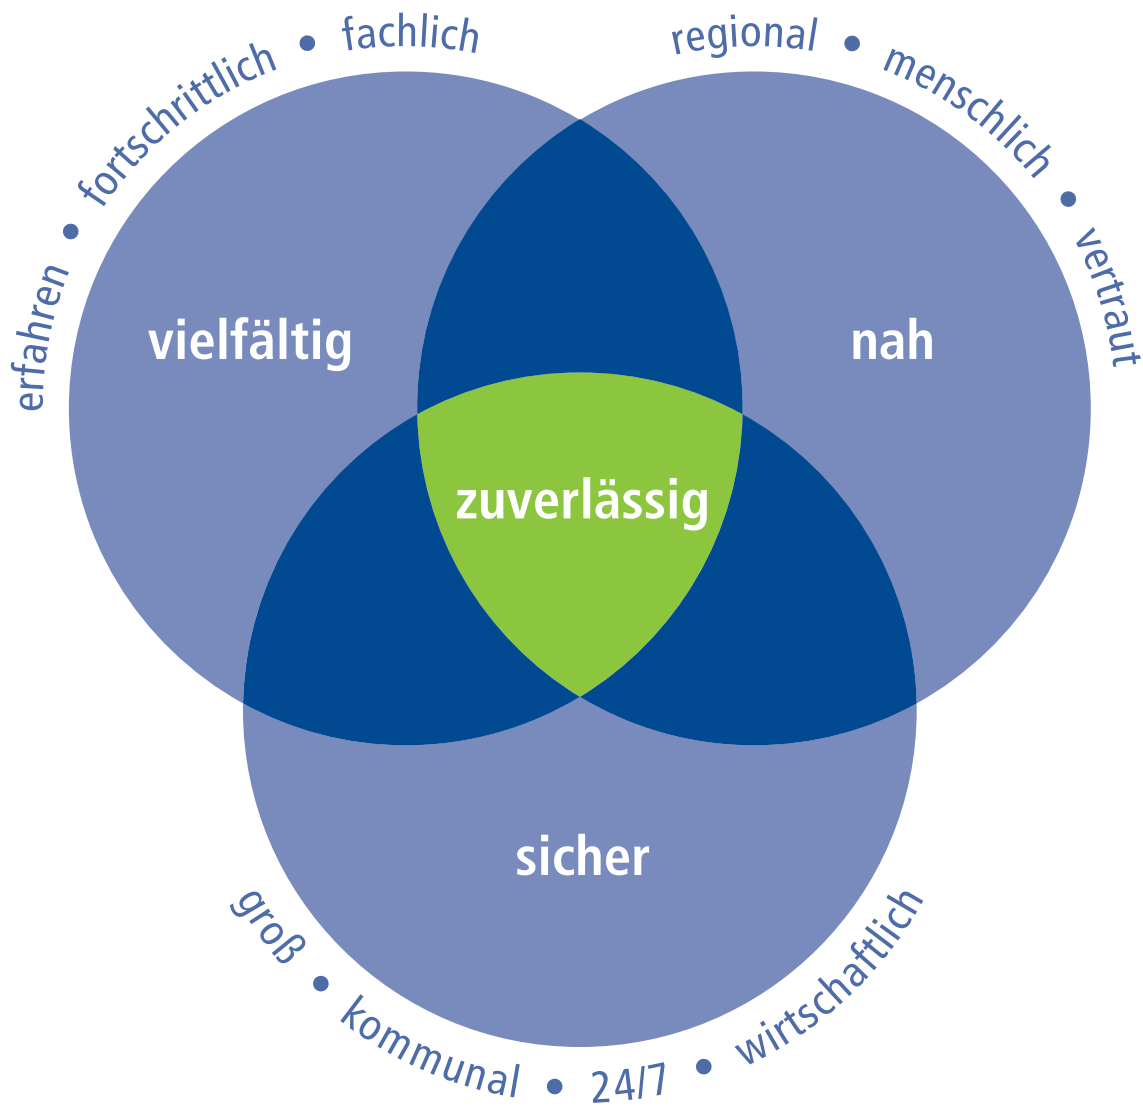 erfahren • fortschrittlich • fachlich
regional • menschlich • vertraut
vielfältig
nah
zuverlässig
sicher
groß • kommunal • 24/7 • wirtschaftlich